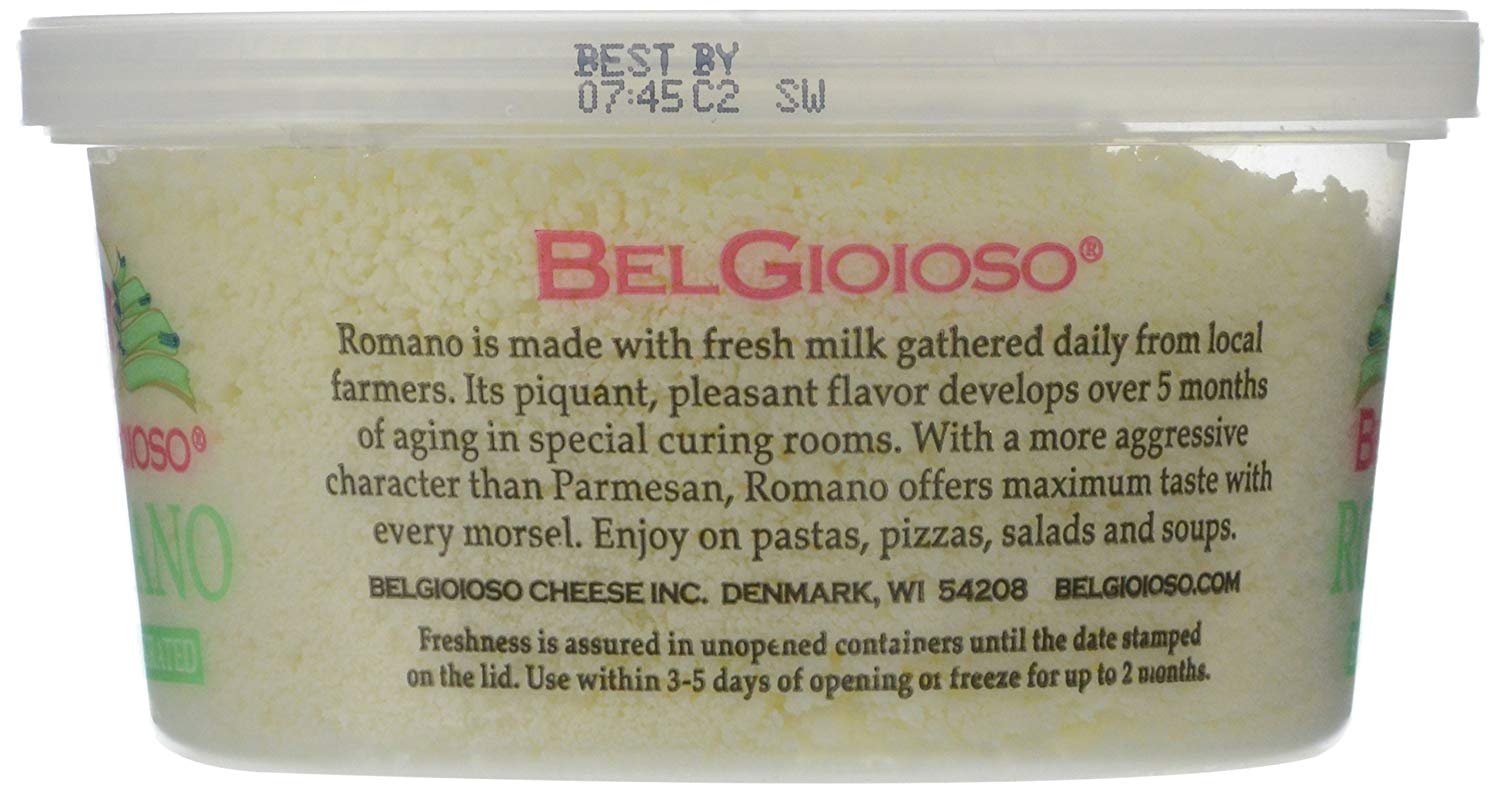 BEST BY
07:45 C2 SW
BELGIOIOSO®
Romano is made with fresh milk gathered daily from local
farmers. Its piquant, pleasant flavor develops over 5 months
of aging in special curing rooms. With a more aggressive
character than Parmesan, Romano offers maximum taste with
every morsel. Enjoy on pastas, pizzas, salads and soups.
BELGIOIOSO CHEESE INC. DENMARK, WI 54208 BELGIOIOSO.COM
Freshness is assured in unopened containers until the date stamped
on the lid. Use within 3-5 days of opening or freeze for up to 2 months.